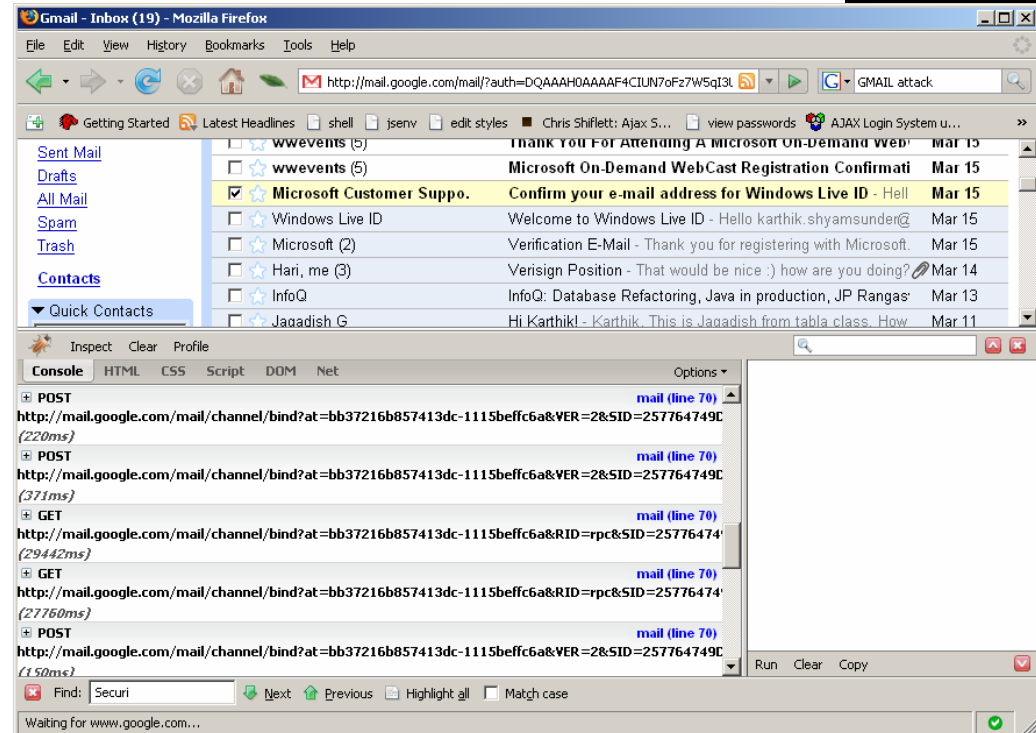 Gmail - Inbox (19) - Mozilla Firefox
File Edit View History Bookmarks Tools Help
http://mail.google.com/mail/?auth=DQAAAH0AAAAF4CIUN7oFz7W5qI3L G GMAIL attack
Getting Started Latest Headlines shell jsenv edit styles Chris Shiflett: Ajax S... view passwords AJAX Login System u... »
Sent Mail
Drafts
All Mail
Spam
Trash
Contacts
Quick Contacts
wwevents (5) Thank You For Attending A Microsoft On-Demand Web Mar 15
wwevents (5) Microsoft On-Demand WebCast Registration Confirmati Mar 15
Microsoft Customer Suppo. Confirm your e-mail address for Windows Live ID - Hell Mar 15
Windows Live ID Welcome to Windows Live ID - Hello karthik.shyamsunder@ Mar 15
Microsoft (2) Verification E-Mail - Thank you for registering with Microsoft. Mar 15
Hari, me (3) Verisign Position - That would be nice :) how are you doing? Mar 14
InfoQ InfoQ: Database Refactoring, Java in production, JP Rangas Mar 13
Jagadish G Hi Karthik! - Karthik, This is Jagadish from tabla class. How Mar 11
Inspect Clear Profile
Console HTML CSS Script DOM Net Options
POST mail (line 70)
http://mail.google.com/mail/channel/bind?at=bb37216b857413dc-1115beffc6a&VER=2&SID=257764749D
(220ms)
POST mail (line 70)
http://mail.google.com/mail/channel/bind?at=bb37216b857413dc-1115beffc6a&VER=2&SID=257764749D
(371ms)
GET mail (line 70)
http://mail.google.com/mail/channel/bind?at=bb37216b857413dc-1115beffc6a&RID=rpc&SID=25776474
(29442ms)
GET mail (line 70)
http://mail.google.com/mail/channel/bind?at=bb37216b857413dc-1115beffc6a&RID=rpc&SID=25776474
(27760ms)
POST mail (line 70)
http://mail.google.com/mail/channel/bind?at=bb37216b857413dc-1115beffc6a&VER=2&SID=257764749D
(150ms)
Run Clear Copy
Find: Securi Next Previous Highlight all Match case
Waiting for www.google.com...